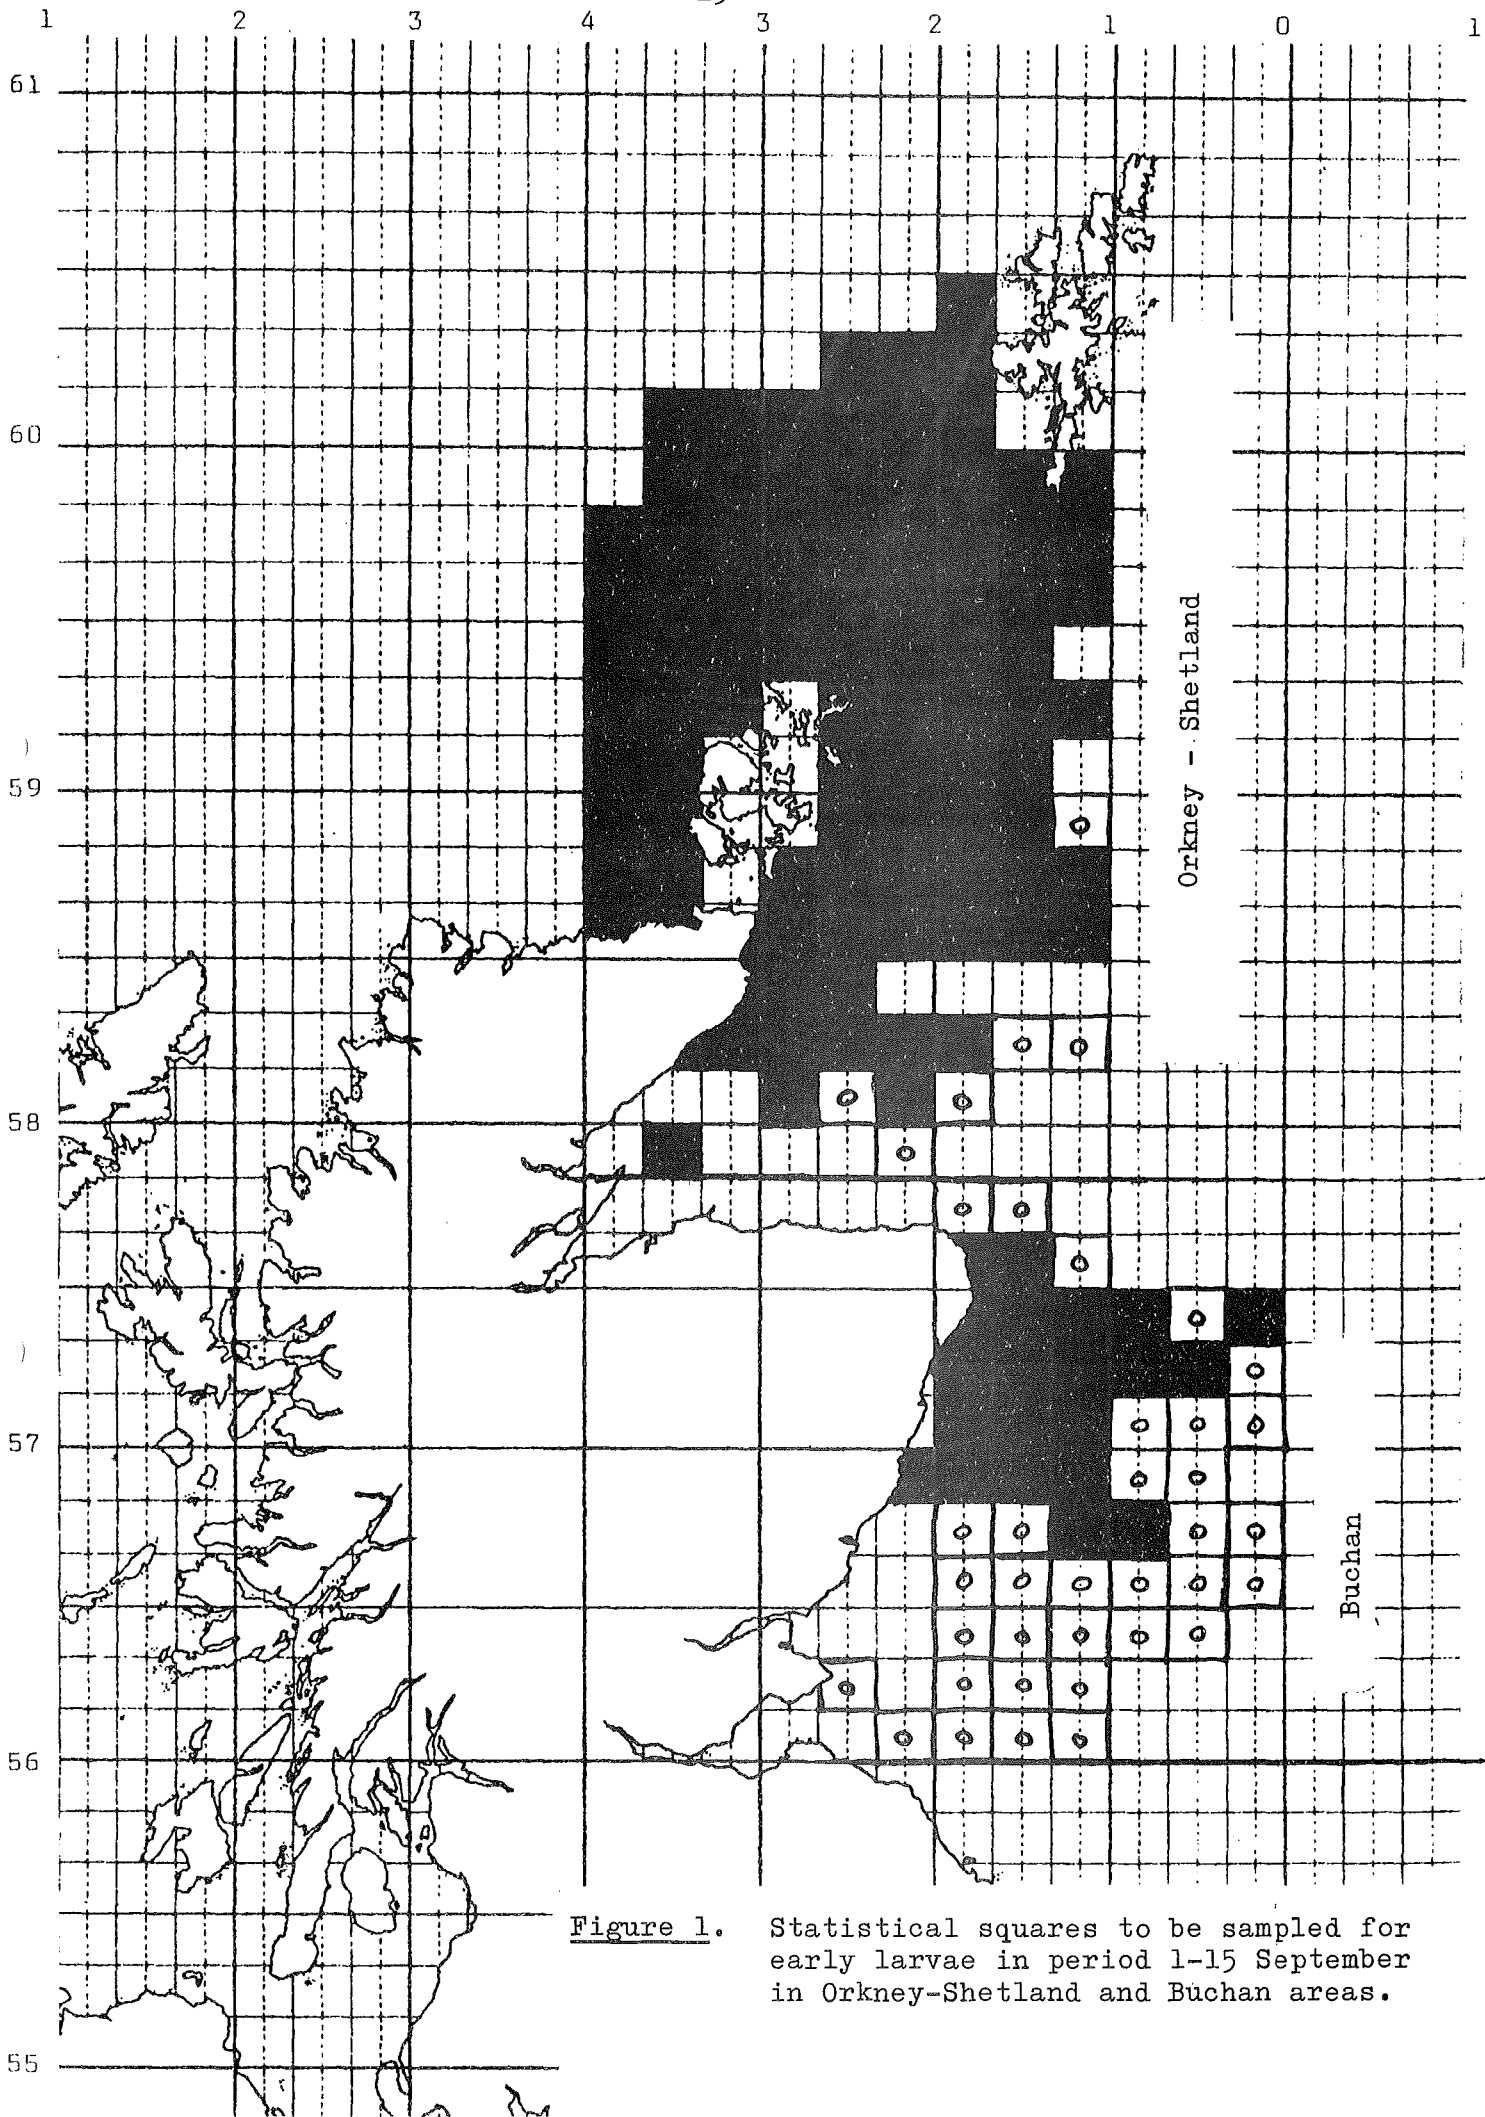 1 2 3 4 3 2 1 0 1
61
60
59
58
57
56
55
Orkney - Shetland
Buchan
Figure 1. Statistical squares to be sampled for
early larvae in period 1-15 September
in Orkney-Shetland and Buchan areas.